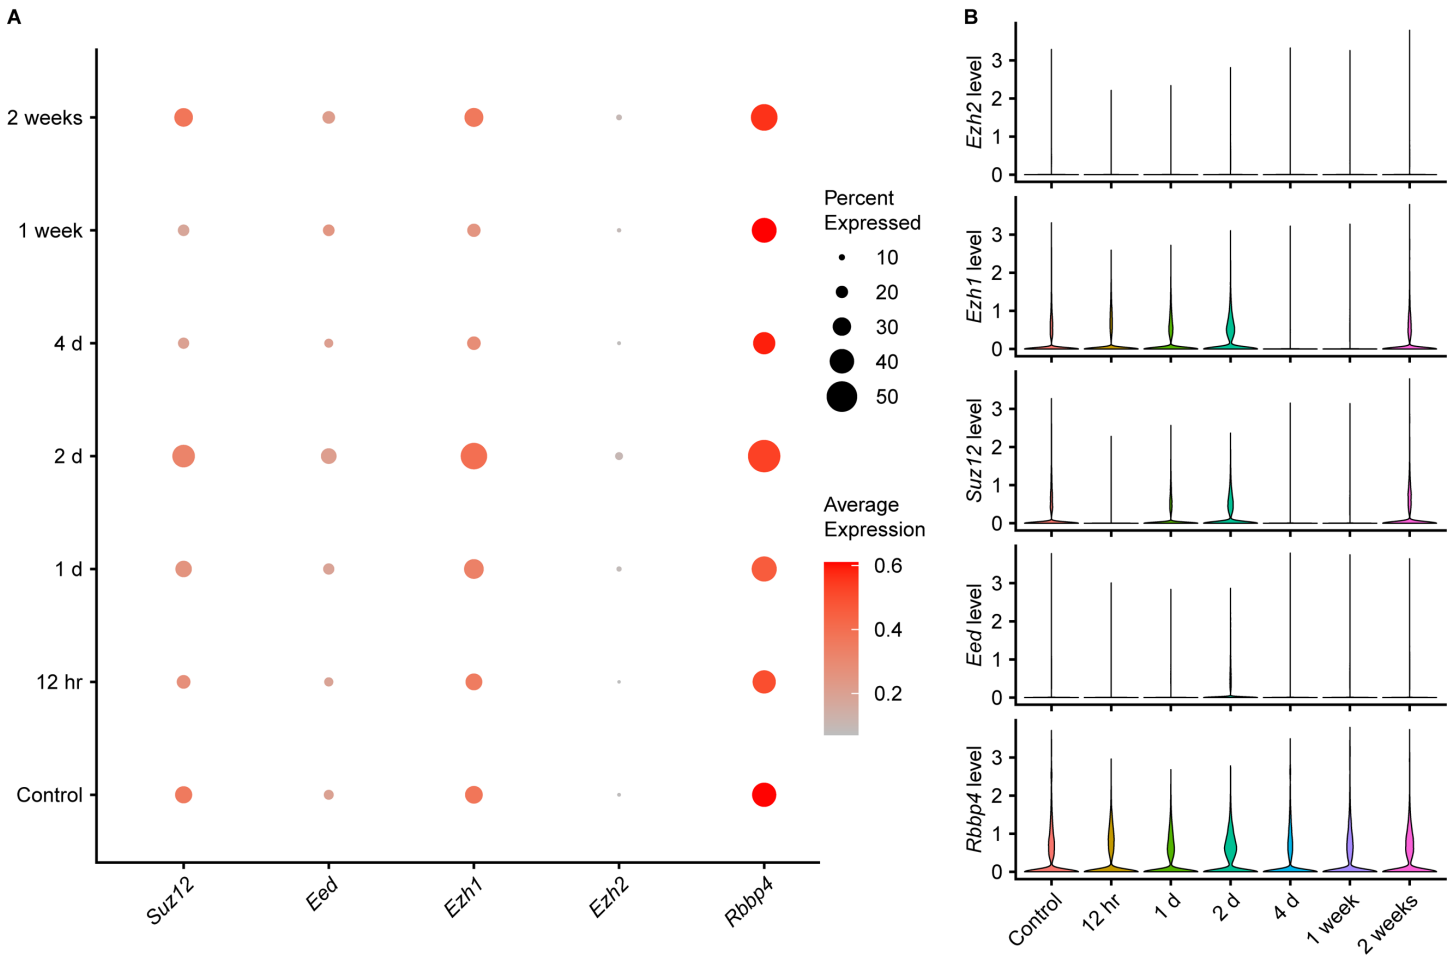 A
2 weeks
1 week
4 d
2 d
1 d
12 hr
Control
Suz12
Eed
Ezh1
Ezh2
Rbbp4
Percent
Expressed
10
20
30
40
50
Average
Expression
0.6
0.4
0.2
B
Ezh2 level
3
2
1
0
Ezh1 level
3
2
1
0
Suz12 level
3
2
1
0
Eed level
3
2
1
0
Rbbp4 level
3
2
1
0
Control
12 hr
1 d
2 d
4 d
1 week
2 weeks